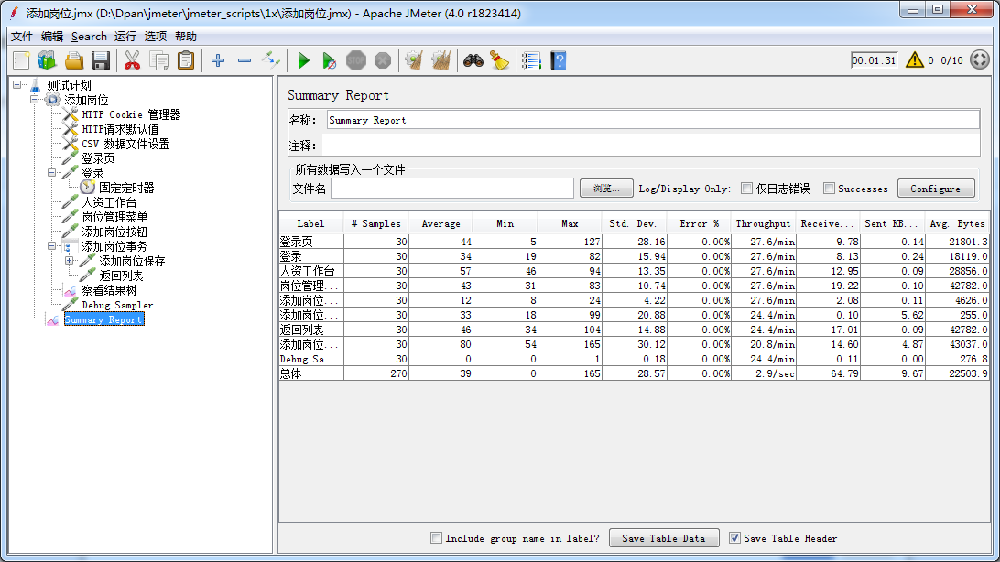 添加岗位.jmx (D:\Dpan\jmeter\jmeter_scripts\1x\添加岗位.jmx) - Apache JMeter (4.0 r1823414)
文件 编辑 Search 运行 选项 帮助
STOP 00:01:31 0 0/10
测试计划
添加岗位
HTTP Cookie 管理器
HTTP请求默认值
CSV 数据文件设置
登录页
登录
固定定时器
人资工作台
岗位管理菜单
添加岗位按钮
添加岗位事务
添加岗位保存
返回列表
察看结果树
Debug Sampler
Summary Report
Summary Report
名称: Summary Report
注释:
所有数据写入一个文件
文件名 浏览... Log/Display Only: 仅日志错误 Successes Configure
Label # Samples Average Min Max Std. Dev. Error % Throughput Receive... Sent KB... Avg. Bytes
登录页 30 44 5 127 28.16 0.00% 27.6/min 9.78 0.14 21801.3
登录 30 34 19 82 15.94 0.00% 27.6/min 8.13 0.24 18119.0
人资工作台 30 57 46 94 13.35 0.00% 27.6/min 12.95 0.09 28856.0
岗位管理... 30 43 31 83 10.74 0.00% 27.6/min 19.22 0.10 42782.0
添加岗位... 30 12 8 24 4.22 0.00% 27.6/min 2.08 0.11 4626.0
添加岗位... 30 33 18 99 20.88 0.00% 24.4/min 0.10 5.62 255.0
返回列表 30 46 34 104 14.88 0.00% 24.4/min 17.01 0.09 42782.0
添加岗位... 30 80 54 165 30.12 0.00% 20.8/min 14.60 4.87 43037.0
Debug Sa... 30 0 0 1 0.18 0.00% 24.4/min 0.11 0.00 276.8
总体 270 39 0 165 28.57 0.00% 2.9/sec 64.79 9.67 22503.9
Include group name in label? Save Table Data Save Table Header